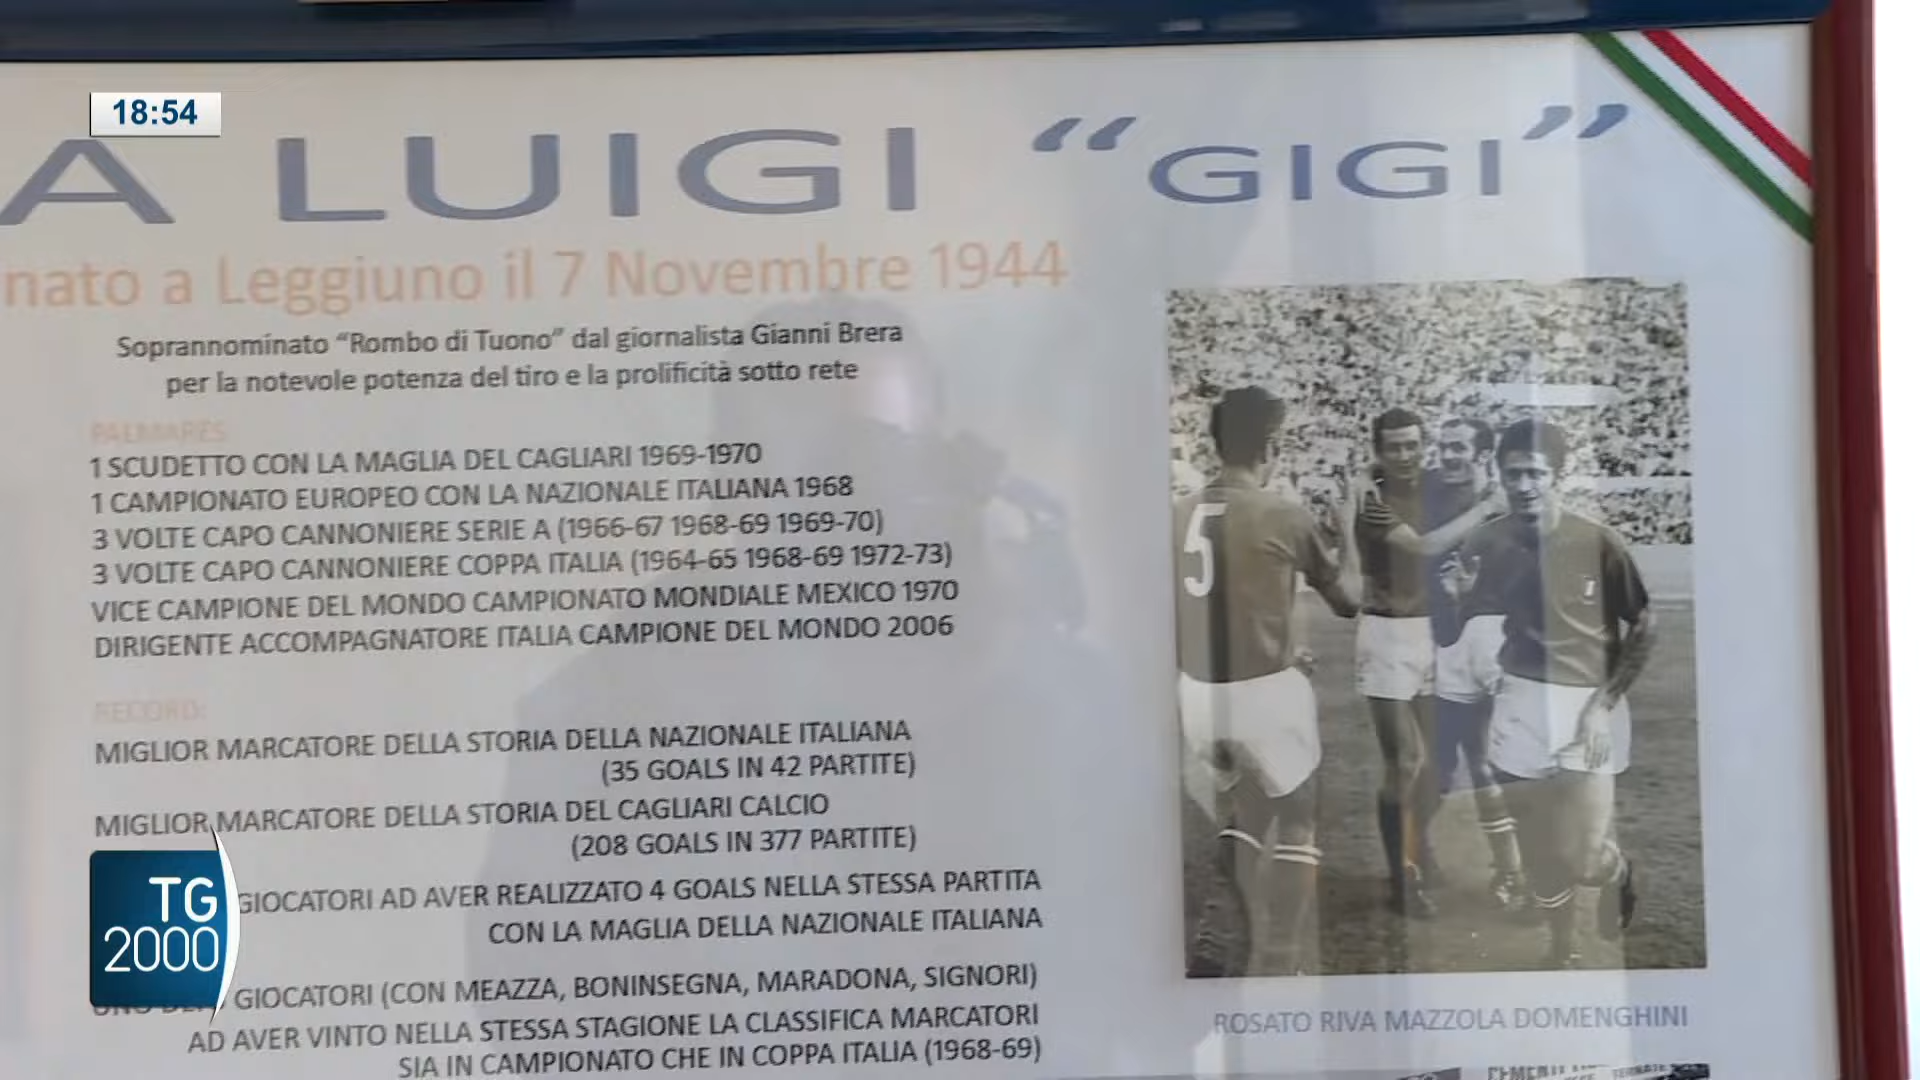 18:54
A LUIGI “GIGI”
nato a Leggiuno il 7 Novembre 1944
Soprannominato “Rombo di Tuono” dal giornalista Gianni Brera
per la notevole potenza del tiro e la prolificità sotto rete
PALMARES
1 SCUDETTO CON LA MAGLIA DEL CAGLIARI 1969-1970
1 CAMPIONATO EUROPEO CON LA NAZIONALE ITALIANA 1968
3 VOLTE CAPO CANNONIERE SERIE A (1966-67 1968-69 1969-70)
3 VOLTE CAPO CANNONIERE COPPA ITALIA (1964-65 1968-69 1972-73)
VICE CAMPIONE DEL MONDO CAMPIONATO MONDIALE MEXICO 1970
DIRIGENTE ACCOMPAGNATORE ITALIA CAMPIONE DEL MONDO 2006
RECORD:
MIGLIOR MARCATORE DELLA STORIA DELLA NAZIONALE ITALIANA
(35 GOALS IN 42 PARTITE)
MIGLIOR MARCATORE DELLA STORIA DEL CAGLIARI CALCIO
(208 GOALS IN 377 PARTITE)
GIOCATORI AD AVER REALIZZATO 4 GOALS NELLA STESSA PARTITA
CON LA MAGLIA DELLA NAZIONALE ITALIANA
GIOCATORI (CON MEAZZA, BONINSEGNA, MARADONA, SIGNORI)
AD AVER VINTO NELLA STESSA STAGIONE LA CLASSIFICA MARCATORI
SIA IN CAMPIONATO CHE IN COPPA ITALIA (1968-69)
5
ROSATO RIVA MAZZOLA DOMENGHINI
TG
2000